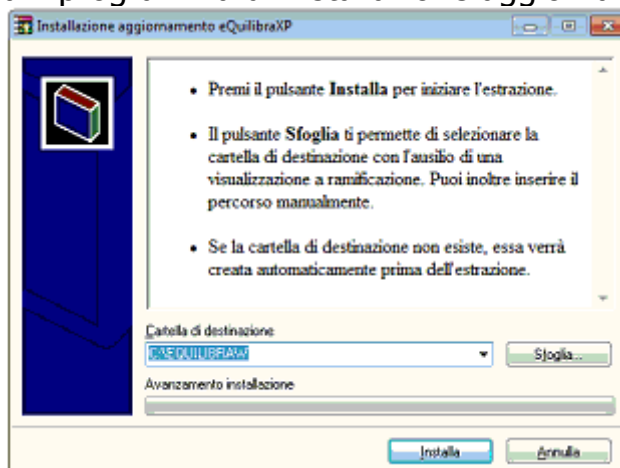 Installazione aggiornamento eQuilibraXP
Premi il pulsante Installa per iniziare l'estrazione.
Il pulsante Sfoglia ti permette di selezionare la
cartella di destinazione con l'ausilio di una
visualizzazione a ramificazione. Puoi inoltre inserire il
percorso manualmente.
Se la cartella di destinazione non esiste, essa verrà
creata automaticamente prima dell'estrazione.
Cartella di destinazione
C:\EQUILIBRAW
Sfoglia...
Avanzamento installazione
Installa
Annulla